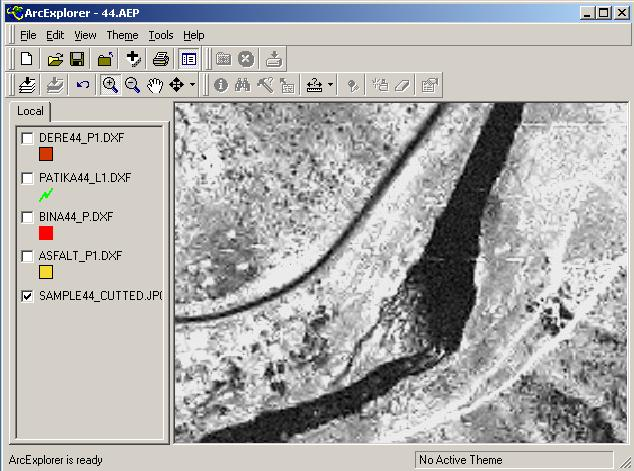 ArcExplorer - 44.AEP
File Edit View Theme Tools Help
Local
DERE44_P1.DXF
PATIKA44_L1.DXF
BINA44_P.DXF
ASFALT_P1.DXF
SAMPLE44_CUTTED.JPG
ArcExplorer is ready
No Active Theme